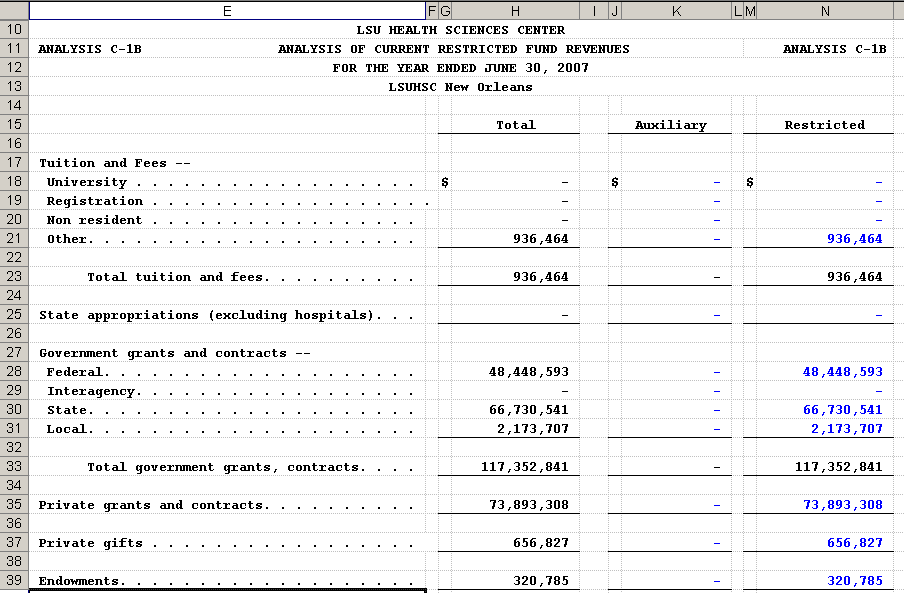 E F G H I J K L M N
10 LSU HEALTH SCIENCES CENTER
11 ANALYSIS C-1B ANALYSIS OF CURRENT RESTRICTED FUND REVENUES ANALYSIS C-1B
12 FOR THE YEAR ENDED JUNE 30, 2007
13 LSUHSC New Orleans
14
15 Total Auxiliary Restricted
16
17 Tuition and Fees --
18 University . . . . . . . . . . . . . . . . . . $ - $ - $ -
19 Registration . . . . . . . . . . . . . . . . . . - - -
20 Non resident . . . . . . . . . . . . . . . . . - - -
21 Other. . . . . . . . . . . . . . . . . . . . . 936,464 - 936,464
22
23 Total tuition and fees. . . . . . . . . . 936,464 - 936,464
24
25 State appropriations (excluding hospitals). . . - - -
26
27 Government grants and contracts --
28 Federal. . . . . . . . . . . . . . . . . . . . 48,448,593 - 48,448,593
29 Interagency. . . . . . . . . . . . . . . . . . - - -
30 State. . . . . . . . . . . . . . . . . . . . . 66,730,541 - 66,730,541
31 Local. . . . . . . . . . . . . . . . . . . . . 2,173,707 - 2,173,707
32
33 Total government grants, contracts. . . . 117,352,841 - 117,352,841
34
35 Private grants and contracts. . . . . . . . . . 73,893,308 - 73,893,308
36
37 Private gifts . . . . . . . . . . . . . . . . . 656,827 - 656,827
38
39 Endowments. . . . . . . . . . . . . . . . . . . 320,785 - 320,785